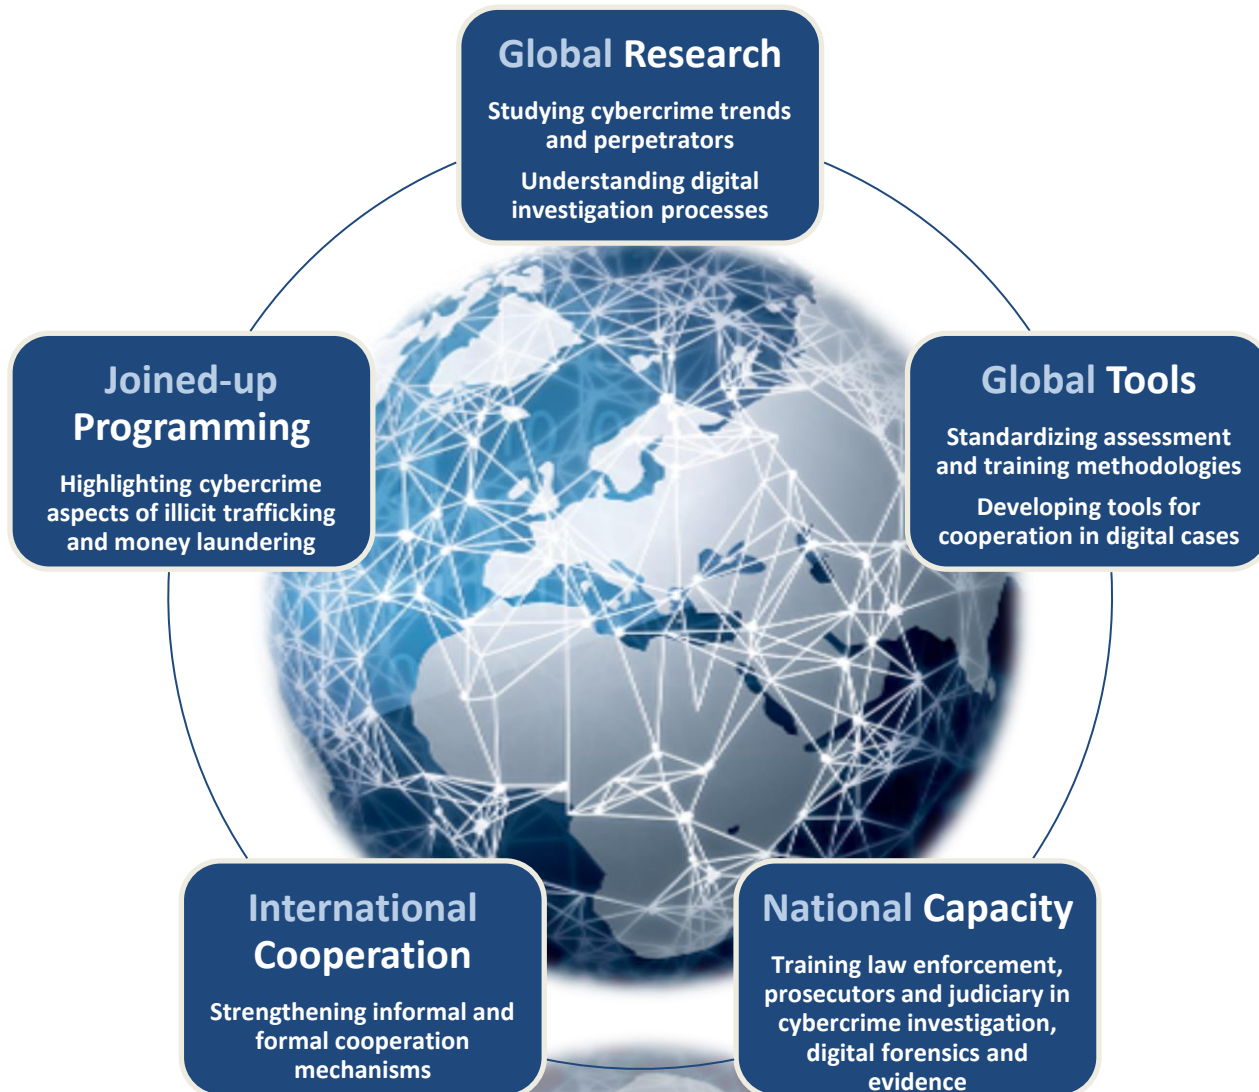 Global Research
Studying cybercrime trends
and perpetrators
Understanding digital
investigation processes
Joined-up
Programming
Highlighting cybercrime
aspects of illicit trafficking
and money laundering
Global Tools
Standardizing assessment
and training methodologies
Developing tools for
cooperation in digital cases
International
Cooperation
Strengthening informal and
formal cooperation
mechanisms
National Capacity
Training law enforcement,
prosecutors and judiciary in
cybercrime investigation,
digital forensics and
evidence